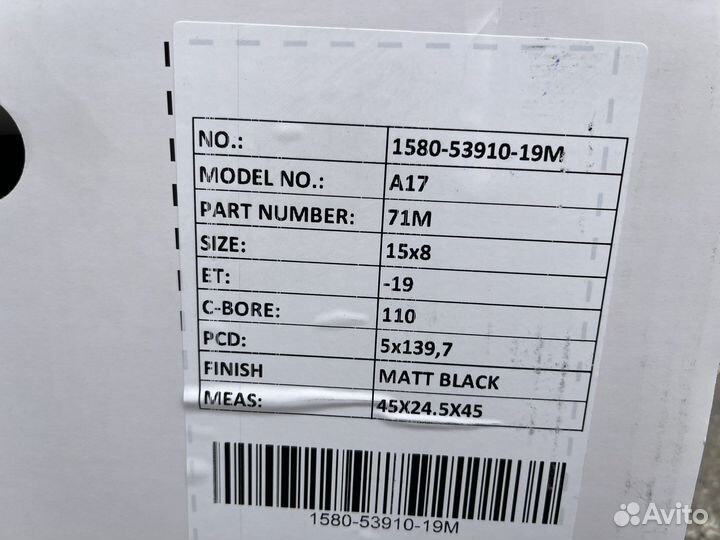 NO.: 1580-53910-19M
MODEL NO.: A17
PART NUMBER: 71M
SIZE: 15x8
ET: -19
C-BORE: 110
PCD: 5x139,7
FINISH MATT BLACK
MEAS: 45X24.5X45
1580-53910-19M
Avito